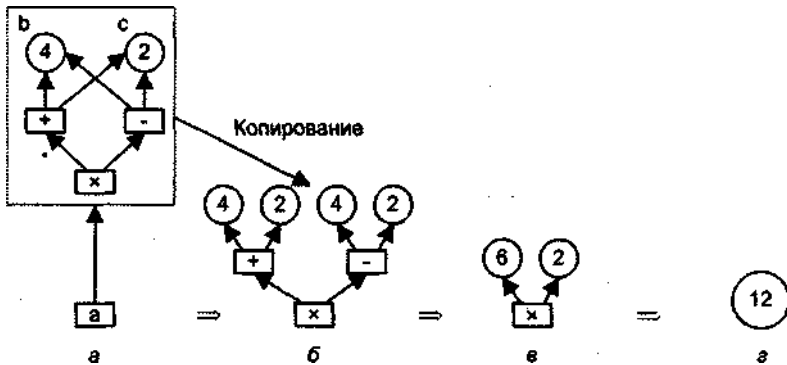 b c
4 2
+ -
Копирование
×
4 2 4 2
+ - 6 2
a ⇒ × ⇒ × = 12
а б в г